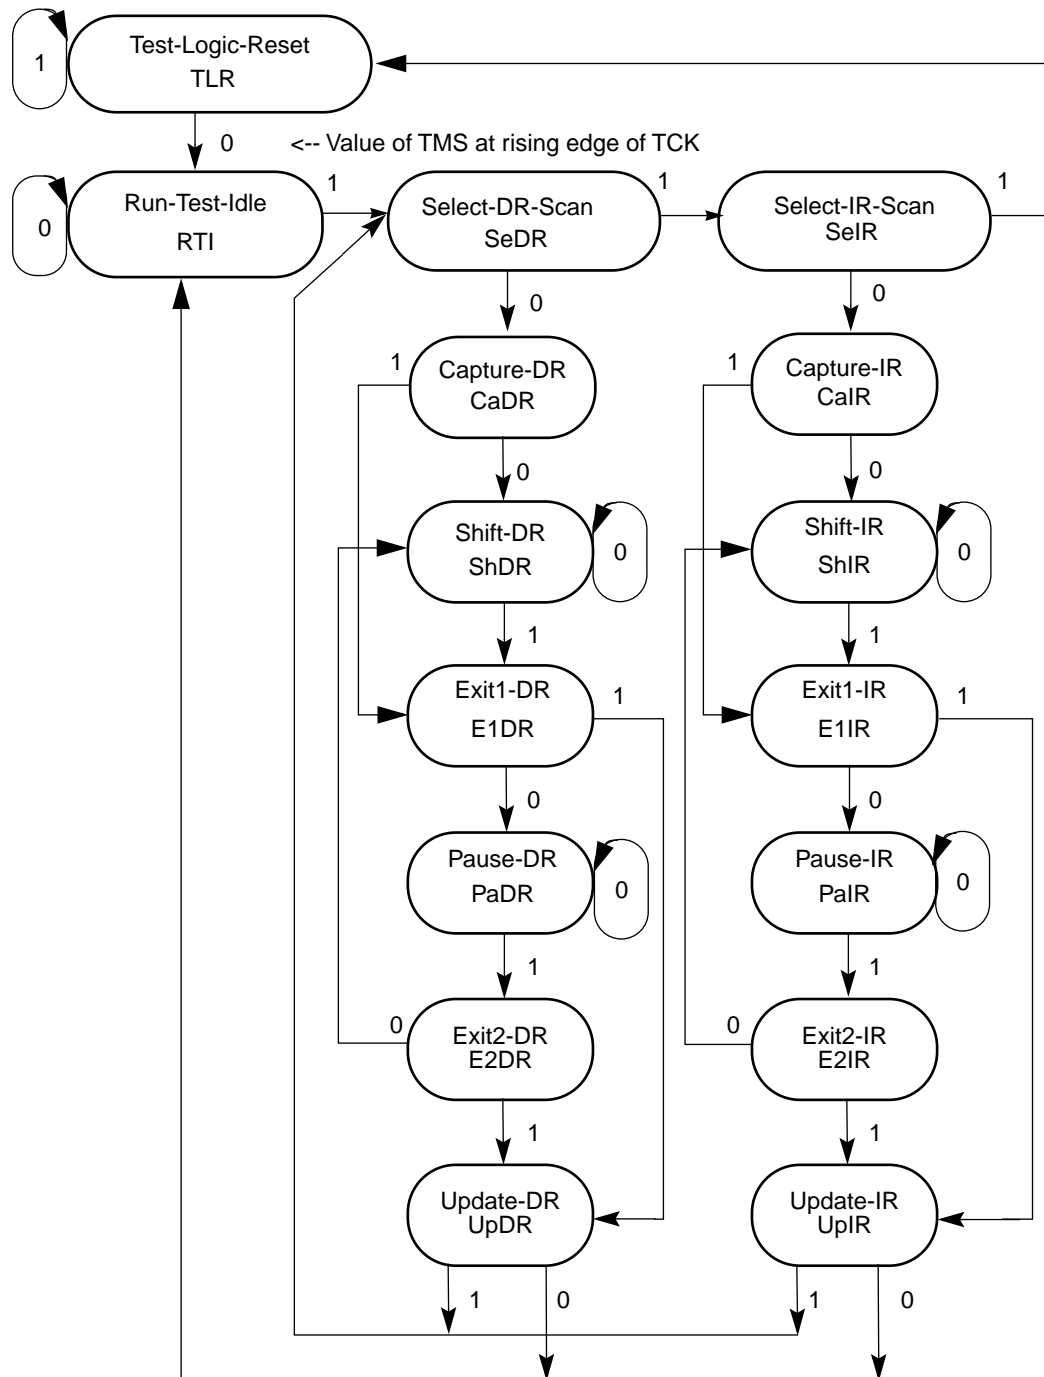 Test-Logic-Reset
1
TLR
0
<-- Value of TMS at rising edge of TCK
Run-Test-Idle
RTI
0
1
Select-DR-Scan
SeDR
1
Select-IR-Scan
SeIR
1
0
0
1
Capture-DR
CaDR
1
Capture-IR
CaIR
0
0
Shift-DR
ShDR
0
Shift-IR
ShIR
0
1
1
Exit1-DR
E1DR
1
Exit1-IR
E1IR
1
0
0
Pause-DR
PaDR
0
Pause-IR
PaIR
0
1
1
0
Exit2-DR
E2DR
0
Exit2-IR
E2IR
1
1
Update-DR
UpDR
Update-IR
UpIR
1
0
1
0